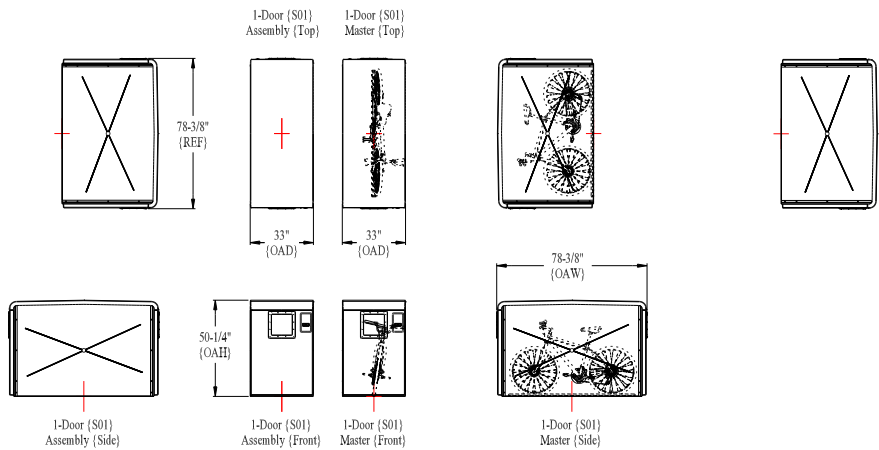 1-Door {S01}
Assembly {Top}
1-Door {S01}
Master {Top}
78-3/8"
{REF}
33"
{OAD}
33"
{OAD}
78-3/8"
{OAW}
50-1/4"
{OAH}
1-Door {S01}
Assembly {Side}
1-Door {S01}
Assembly {Front}
1-Door {S01}
Master {Front}
1-Door {S01}
Master {Side}